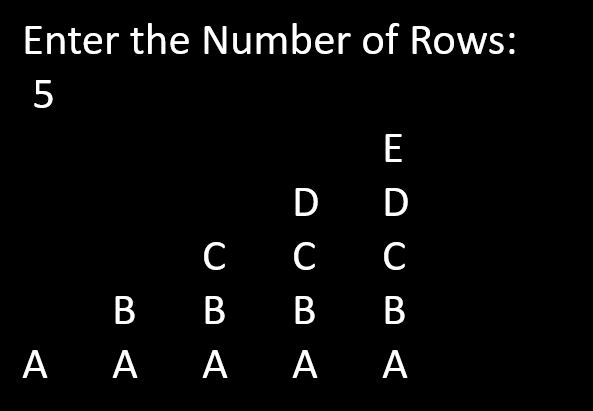 Enter the Number of Rows:
5
E
D D
C C C
B B B B
A A A A A